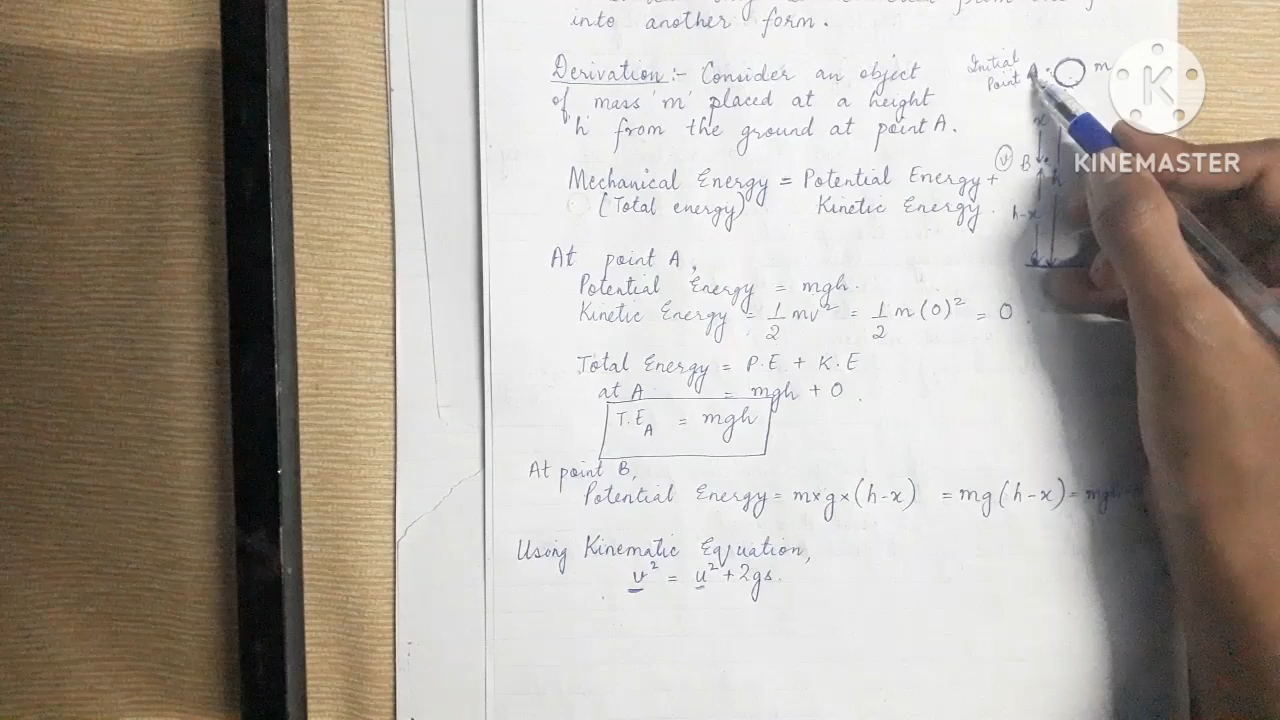 into another form.
Derivation:- Consider an object
of mass 'm' placed at a height
'h' from the ground at point A.
Initial
Point A
m
x
v B
h
h-x
Mechanical Energy = Potential Energy +
(Total energy) Kinetic Energy.
At point A,
Potential Energy = mgh.
Kinetic Energy = 1/2 mv² = 1/2 m(0)² = 0
Total Energy = P.E + K.E
at A = mgh + 0.
T.E_A = mgh
At point B,
Potential Energy = m×g×(h-x) = mg(h-x) = mgh
Using Kinematic Equation,
v² = u² + 2gs.
K
KINEMASTER